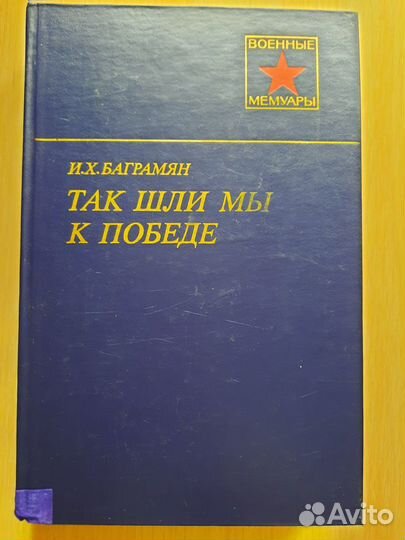 ВОЕННЫЕ
МЕМУАРЫ
И.Х.БАГРАМЯН
ТАК ШЛИ МЫ
К ПОБЕДЕ
Avito